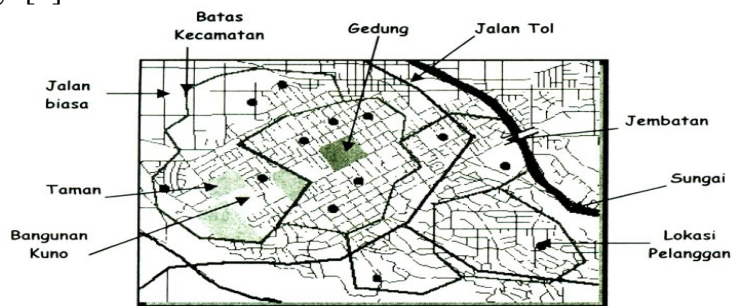 Batas
Kecamatan
Gedung
Jalan Tol
Jalan
biasa
Jembatan
Taman
Sungai
Bangunan
Kuno
Lokasi
Pelanggan